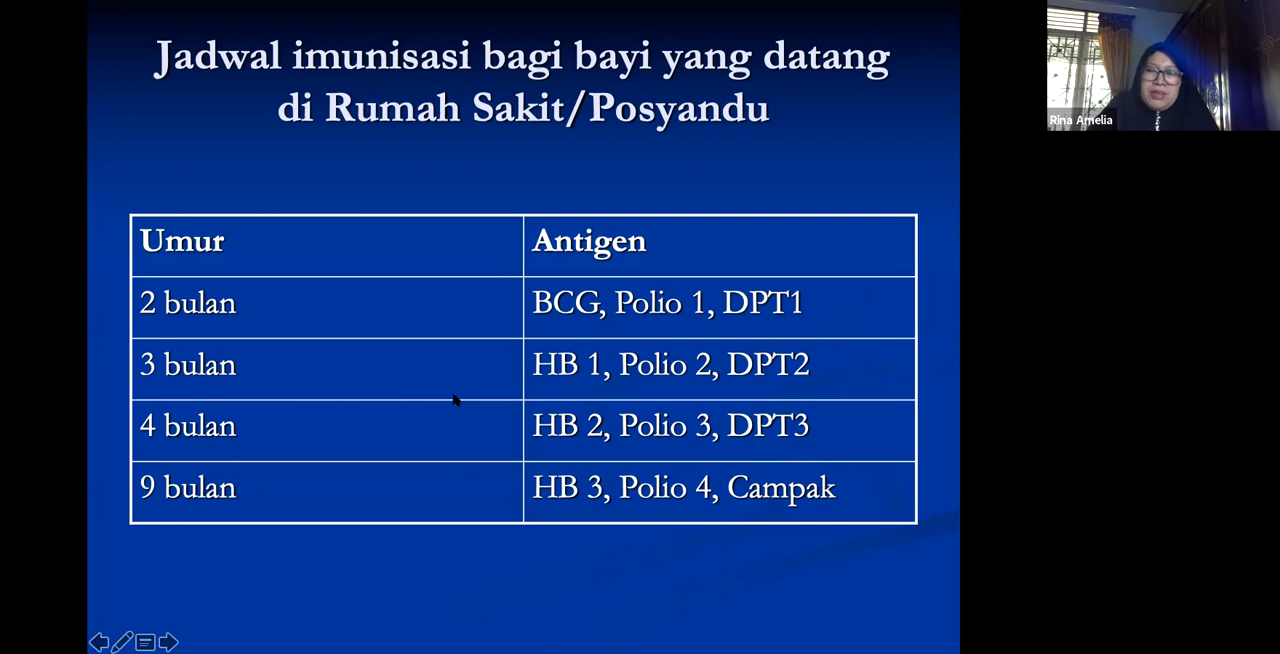 Jadwal imunisasi bagi bayi yang datang
di Rumah Sakit/Posyandu
Rina Amelia
Umur Antigen
2 bulan BCG, Polio 1, DPT1
3 bulan HB 1, Polio 2, DPT2
4 bulan HB 2, Polio 3, DPT3
9 bulan HB 3, Polio 4, Campak